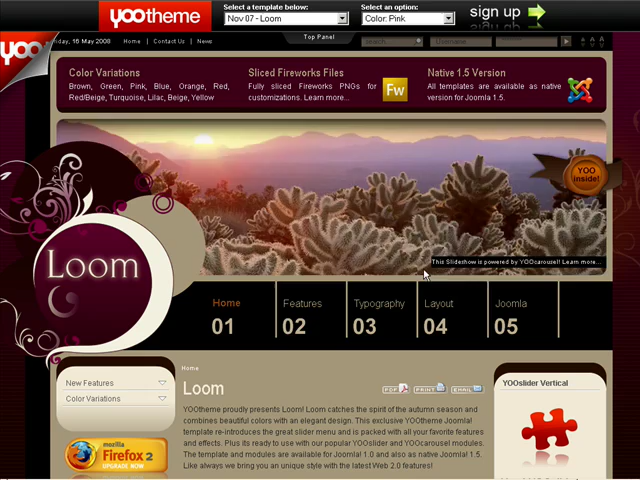 yootheme
Select a template below:
Nov 07 - Loom
Select an option:
Color: Pink
sign up
yoo
iday, 16 May 2008
Home | Contact Us | News
Top Panel
search
Username
A A A
Color Variations
Brown, Green, Pink, Blue, Orange, Red, Red/Beige, Turquoise, Lilac, Beige, Yellow
Sliced Fireworks Files
Fully sliced Fireworks PNGs for customizations. Learn more...
Fw
Native 1.5 Version
All templates are available as native version for Joomla 1.5.
YOO
inside!
This Slideshow is powered by YOOcarousel! Learn more...
Loom
Home
01
Features
02
Typography
03
Layout
04
Joomla
05
New Features
Color Variations
mozilla
Firefox 2
UPGRADE NOW
Home
Loom
PDF
PRINT
EMAIL
YOOtheme proudly presents Loom! Loom catches the spirit of the autumn season and
combines beautiful colors with an elegant design. This exclusive YOOtheme Joomla!
template re-introduces the great slider menu and is packed with all your favorite features
and effects. Plus its ready to use with our popular YOOslider and YOOcarousel modules.
The template and modules are available for Joomla! 1.0 and also as native Joomla! 1.5.
Like always we bring you an unique style with the latest Web 2.0 features!
YOOslider Vertical